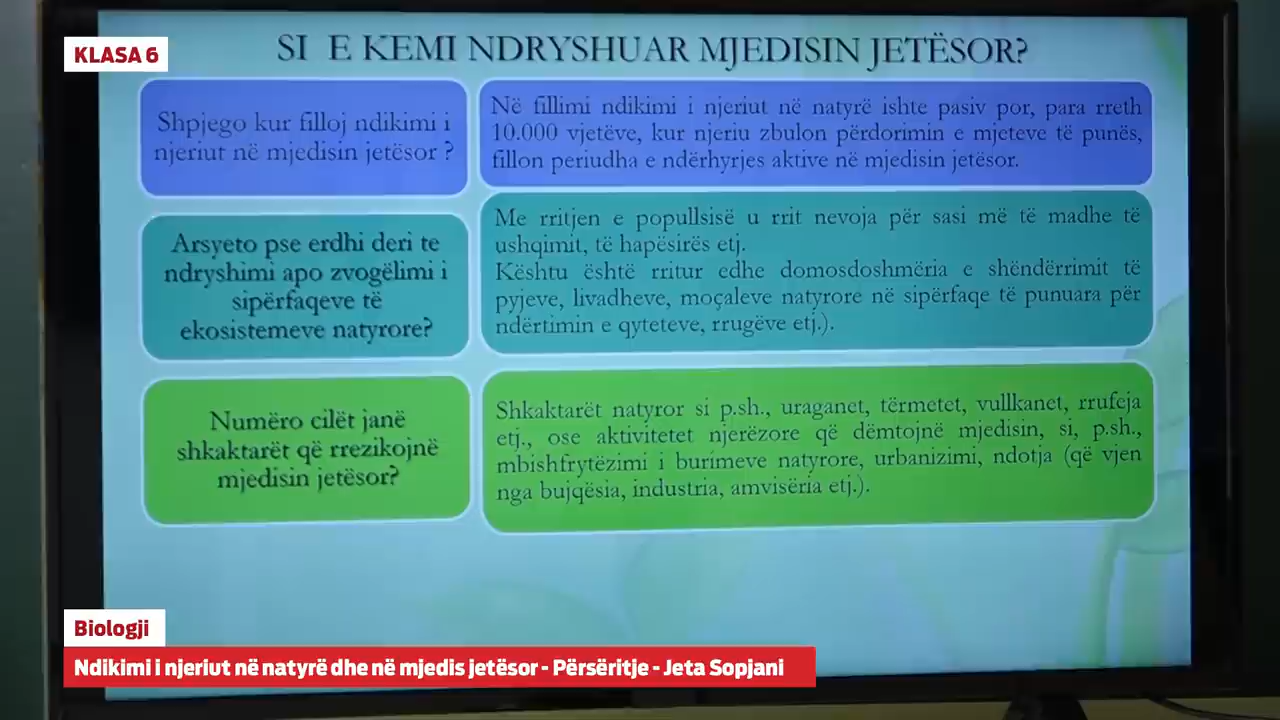 KLASA 6
SI E KEMI NDRYSHUAR MJEDISIN JETËSOR?
Shpjego kur filloj ndikimi i
njeriut në mjedisin jetësor ?
Në fillimi ndikimi i njeriut në natyrë ishte pasiv por, para rreth
10.000 vjetëve, kur njeriu zbulon përdorimin e mjeteve të punës,
fillon periudha e ndërhyrjes aktive në mjedisin jetësor.
Arsyeto pse erdhi deri te
ndryshimi apo zvogëlimi i
sipërfaqeve të
ekosistemeve natyrore?
Me rritjen e popullsisë u rrit nevoja për sasi më të madhe të
ushqimit, të hapësirës etj.
Kështu është rritur edhe domosdoshmëria e shëndërrimit të
pyjeve, livadheve, moçaleve natyrore në sipërfaqe të punuara për
ndërtimin e qyteteve, rrugëve etj.).
Numëro cilët janë
shkaktarët që rrezikojnë
mjedisin jetësor?
Shkaktarët natyror si p.sh., uraganet, tërmetet, vullkanet, rrufeja
etj., ose aktivitetet njerëzore që dëmtojnë mjedisin, si, p.sh.,
mbishfrytëzimi i burimeve natyrore, urbanizimi, ndotja (që vjen
nga bujqësia, industria, amvisëria etj.).
Biologji
Ndikimi i njeriut në natyrë dhe në mjedis jetësor - Përsëritje - Jeta Sopjani